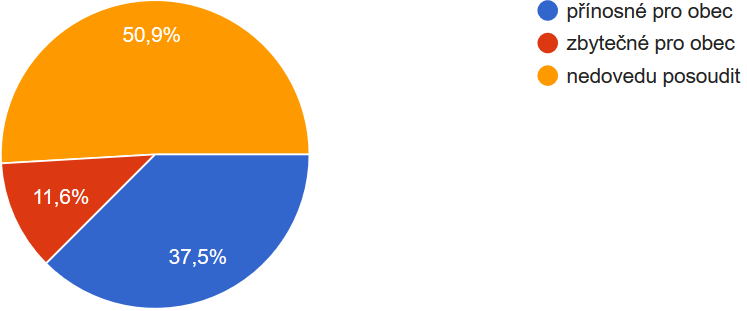 50,9%
11,6%
37,5%
přínosné pro obec
zbytečné pro obec
nedovedu posoudit